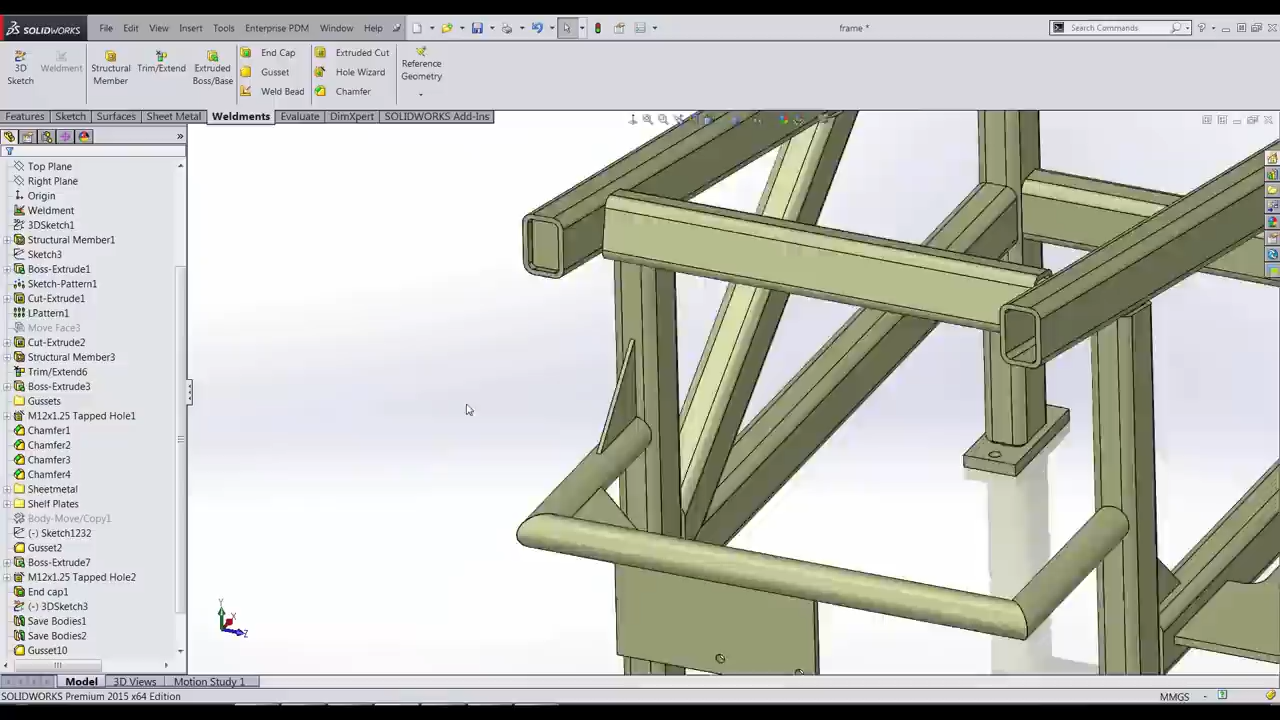 SOLIDWORKS File Edit View Insert Tools Enterprise PDM Window Help frame * Search Commands
3D Sketch
Weldment
Structural Member
Trim/Extend
Extruded Boss/Base
End Cap
Gusset
Weld Bead
Extruded Cut
Hole Wizard
Chamfer
Reference Geometry
Features Sketch Surfaces Sheet Metal Weldments Evaluate DimXpert SOLIDWORKS Add-Ins
Top Plane
Right Plane
Origin
Weldment
3DSketch1
Structural Member1
Sketch3
Boss-Extrude1
Sketch-Pattern1
Cut-Extrude1
LPattern1
Move Face3
Cut-Extrude2
Structural Member3
Trim/Extend6
Boss-Extrude3
Gussets
M12x1.25 Tapped Hole1
Chamfer1
Chamfer2
Chamfer3
Chamfer4
Sheetmetal
Shelf Plates
Body-Move/Copy1
(-) Sketch1232
Gusset2
Boss-Extrude7
M12x1.25 Tapped Hole2
End cap1
(-) 3DSketch3
Save Bodies1
Save Bodies2
Gusset10
Y
X
Z
Model 3D Views Motion Study 1
SOLIDWORKS Premium 2015 x64 Edition MMGS -